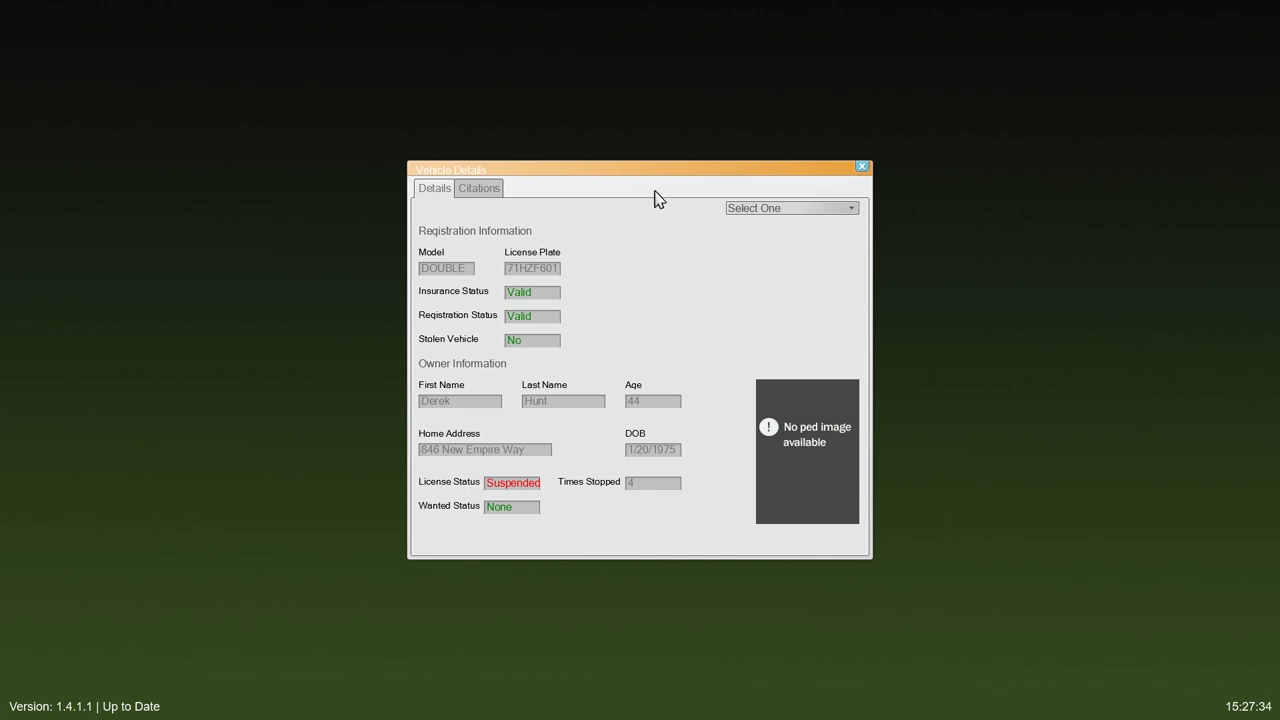 Vehicle Details
Details Citations
Select One
Registration Information
Model License Plate
DOUBLE 71HZF601
Insurance Status Valid
Registration Status Valid
Stolen Vehicle No
Owner Information
First Name Last Name Age
Derek Hunt 44
Home Address DOB
846 New Empire Way 1/20/1975
License Status Suspended Times Stopped 4
Wanted Status None
! No ped image
available
Version: 1.4.1.1 | Up to Date
15:27:34